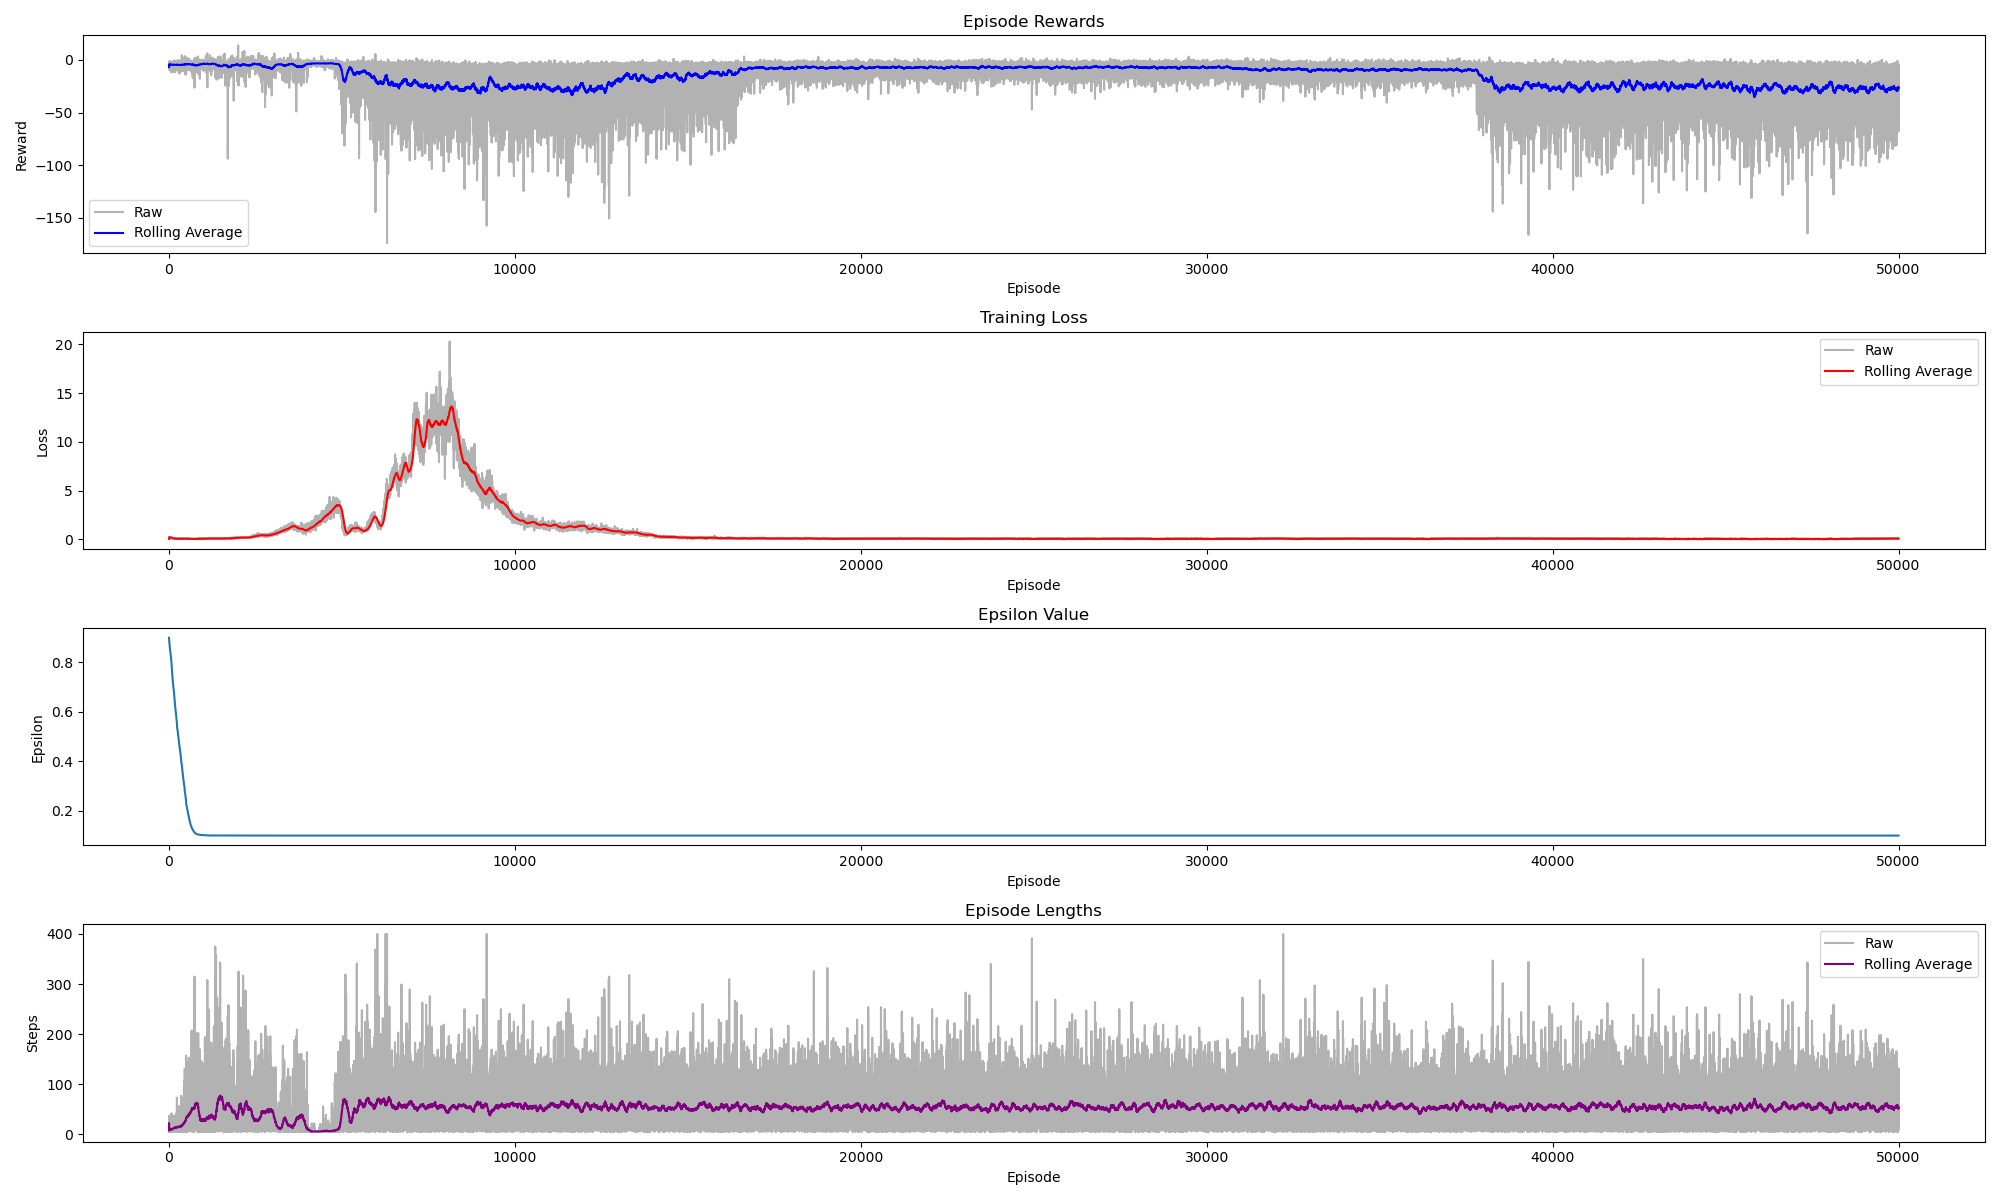 Episode Rewards
0
−50
−100
−150
Reward
Raw
Rolling Average
0 10000 20000 30000 40000 50000
Episode
Training Loss
20
15
10
5
0
Loss
Raw
Rolling Average
0 10000 20000 30000 40000 50000
Episode
Epsilon Value
0.8
0.6
0.4
0.2
Epsilon
0 10000 20000 30000 40000 50000
Episode
Episode Lengths
400
300
200
100
0
Steps
Raw
Rolling Average
0 10000 20000 30000 40000 50000
Episode